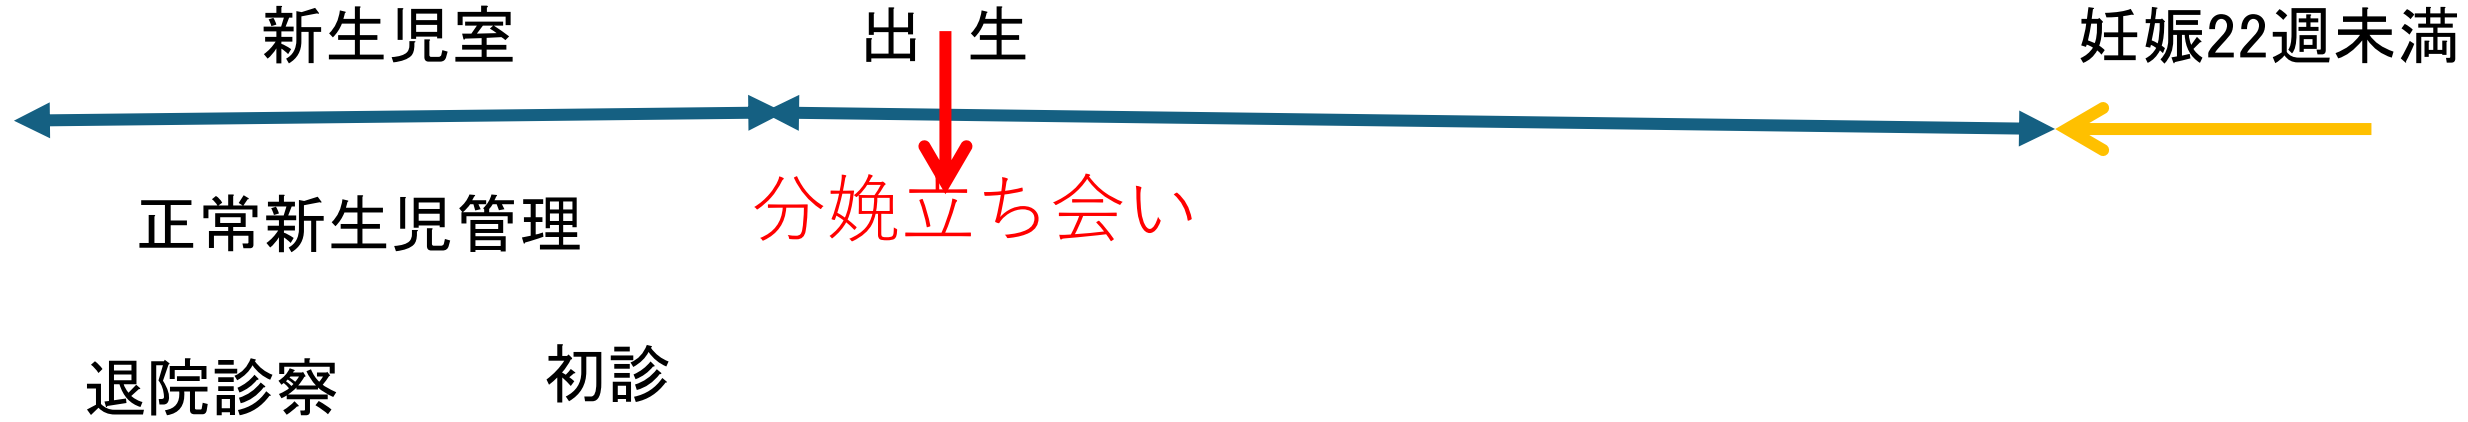 新生児室
出　生
妊娠22週未満
分娩立ち会い
正常新生児管理
退院診察
初診